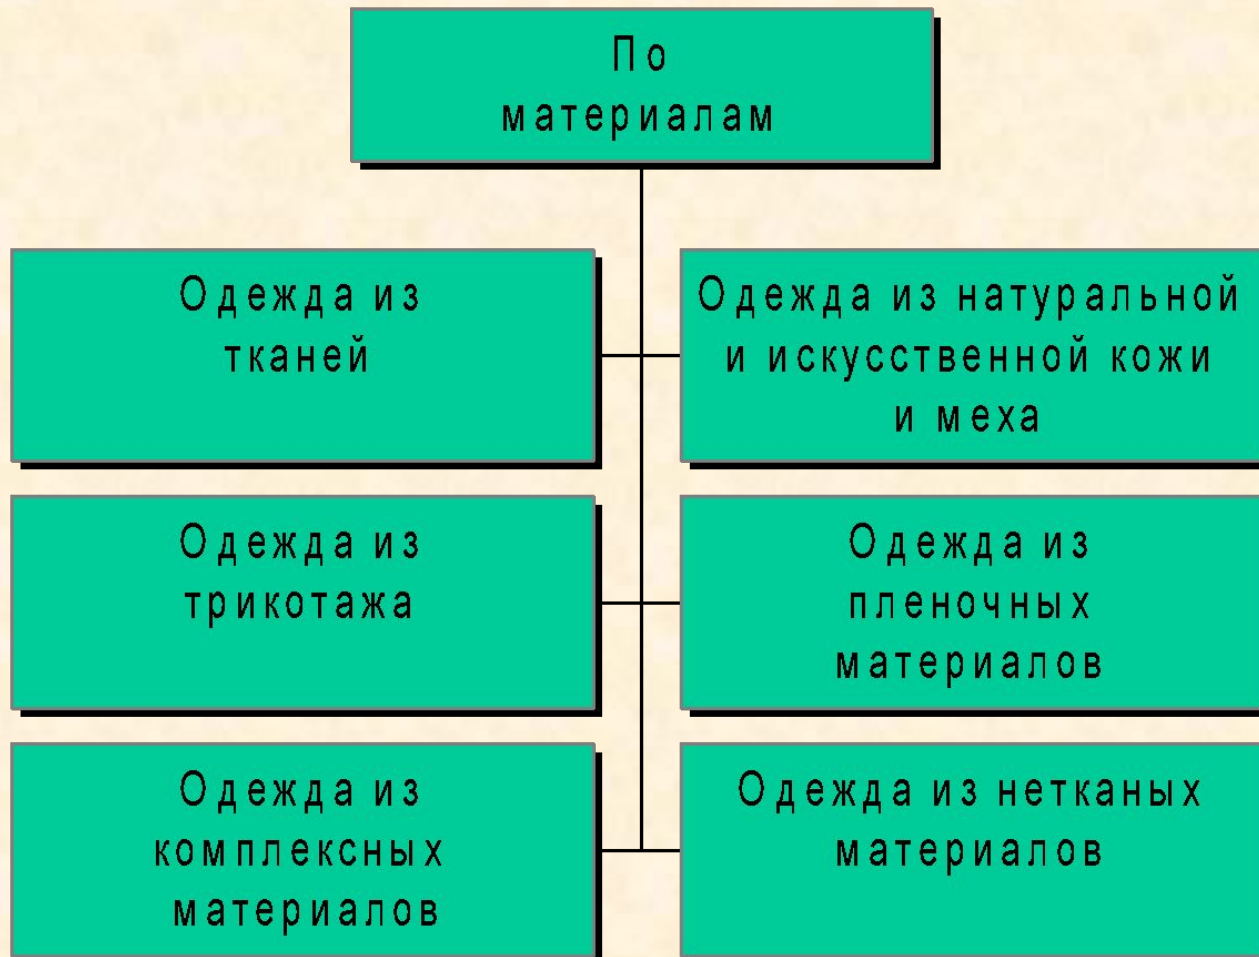 По
материалам
Одежда из
тканей
Одежда из натуральной
и искусственной кожи
и меха
Одежда из
трикотажа
Одежда из
пленочных
материалов
Одежда из
комплексных
материалов
Одежда из нетканых
материалов